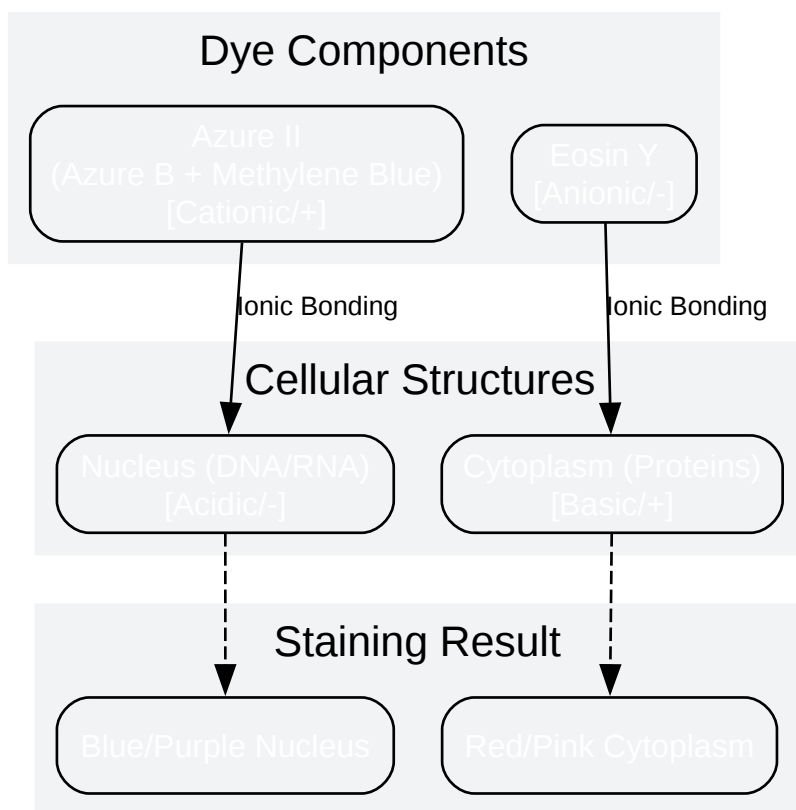 Dye Components
Azure II
(Azure B + Methylene Blue)
[Cationic/+]
Eosin Y
[Anionic/-]
Ionic Bonding
Ionic Bonding
Cellular Structures
Nucleus (DNA/RNA)
[Acidic/-]
Cytoplasm (Proteins)
[Basic/+]
Staining Result
Blue/Purple Nucleus
Red/Pink Cytoplasm